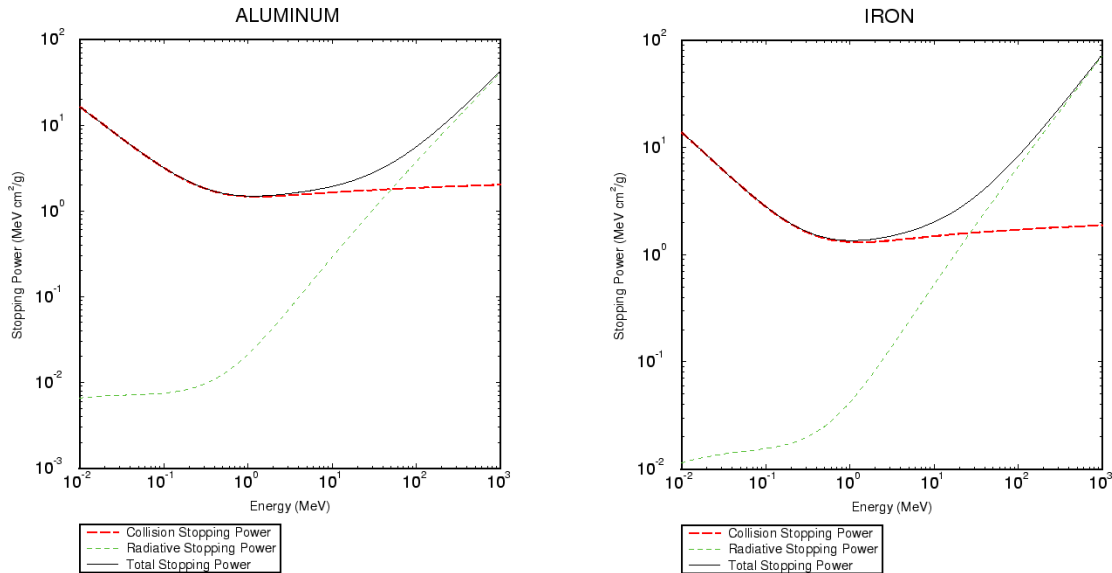 ALUMINUM
10^2
10^1
10^0
10^-1
10^-2
10^-3
Stopping Power (MeV cm^2/g)
10^-2 10^-1 10^0 10^1 10^2 10^3
Energy (MeV)
Collision Stopping Power
Radiative Stopping Power
Total Stopping Power
IRON
10^2
10^1
10^0
10^-1
10^-2
Stopping Power (MeV cm^2/g)
10^-2 10^-1 10^0 10^1 10^2 10^3
Energy (MeV)
Collision Stopping Power
Radiative Stopping Power
Total Stopping Power